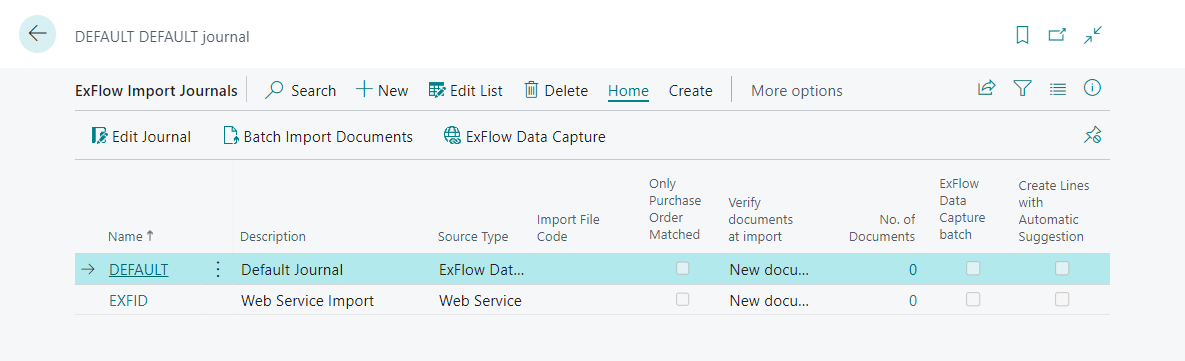 DEFAULT DEFAULT journal
ExFlow Import Journals Search New Edit List Delete Home Create More options
Edit Journal Batch Import Documents ExFlow Data Capture
Name ↑ Description Source Type Import File Code Only Purchase Order Matched Verify documents at import No. of Documents ExFlow Data Capture batch Create Lines with Automatic Suggestion
DEFAULT Default Journal ExFlow Dat... New docu... 0
EXFID Web Service Import Web Service New docu... 0